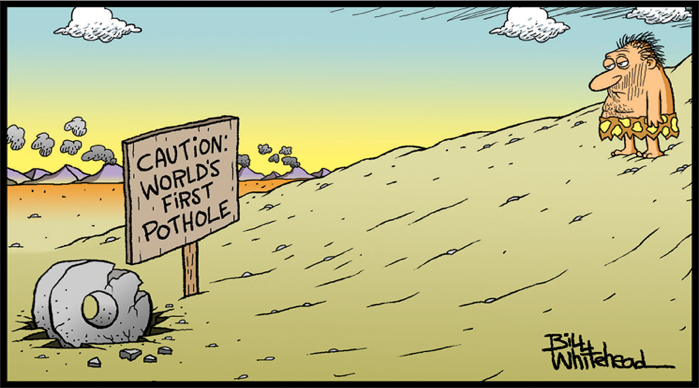 CAUTION:
WORLD'S
FIRST
POTHOLE
Bill
Whitehead